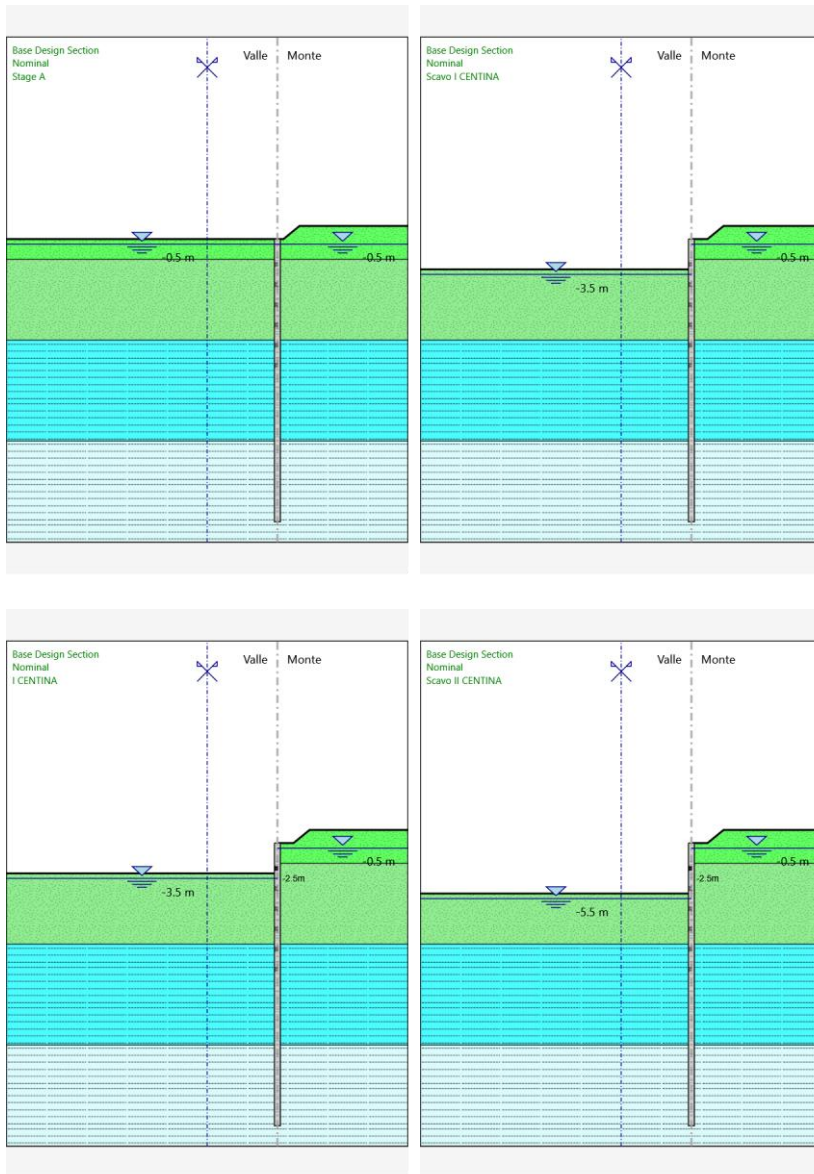 Base Design Section
Nominal
Stage A
Valle Monte
-0.5 m -0.5 m
Base Design Section
Nominal
Scavo I CENTINA
Valle Monte
-0.5 m
-3.5 m
Base Design Section
Nominal
I CENTINA
Valle Monte
-0.5 m
-2.5m
-3.5 m
Base Design Section
Nominal
Scavo II CENTINA
Valle Monte
-0.5 m
-2.5m
-5.5 m